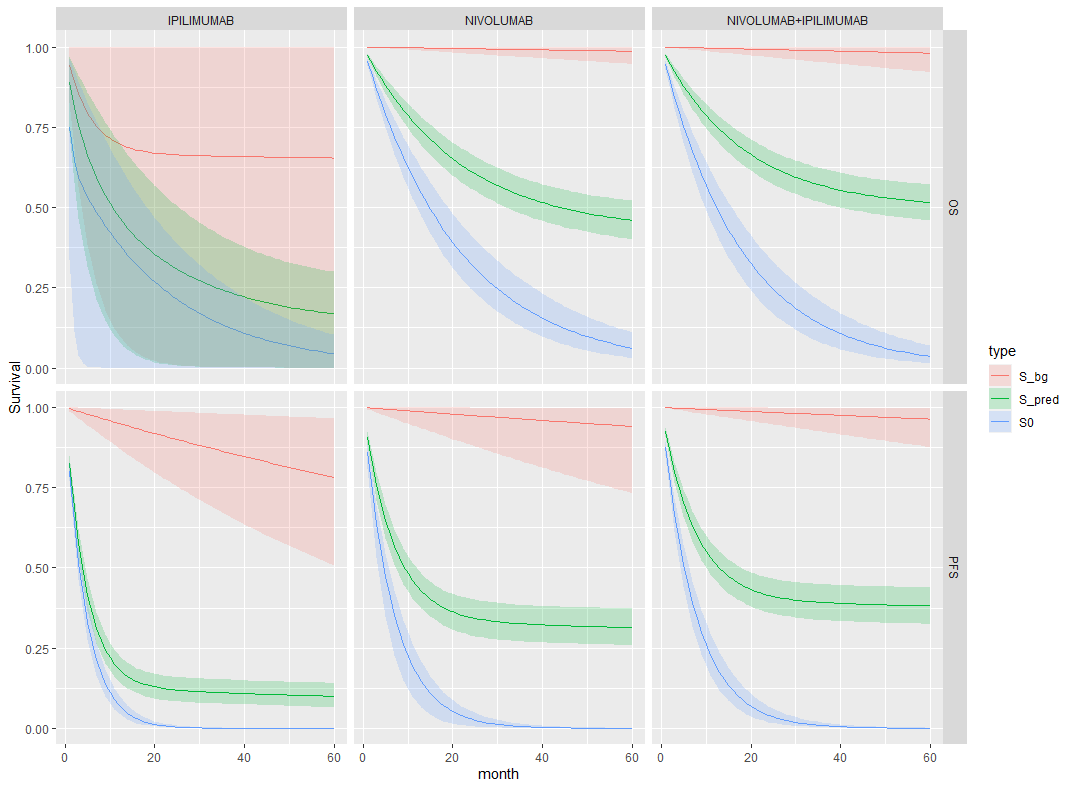 IPILIMUMAB
NIVOLUMAB
NIVOLUMAB+IPILIMUMAB
1.00
0.75
0.50
0.25
0.00
OS
Survival
1.00
0.75
0.50
0.25
0.00
PFS
0
20
40
60
0
20
40
60
0
20
40
60
month
type
S_bg
S_pred
S0